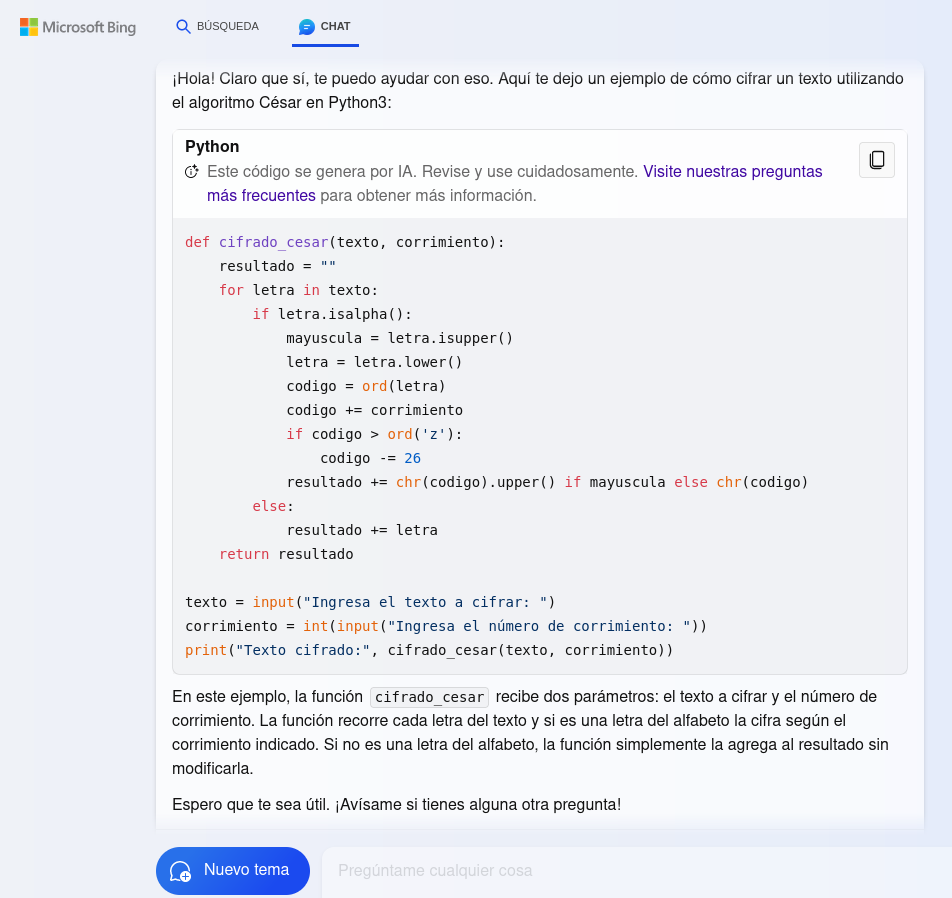 Microsoft Bing
BÚSQUEDA
CHAT
¡Hola! Claro que sí, te puedo ayudar con eso. Aquí te dejo un ejemplo de cómo cifrar un texto utilizando
el algoritmo César en Python3:
Python
Este código se genera por IA. Revise y use cuidadosamente. Visite nuestras preguntas
más frecuentes para obtener más información.
def cifrado_cesar(texto, corrimiento):
    resultado = ""
    for letra in texto:
        if letra.isalpha():
            mayuscula = letra.isupper()
            letra = letra.lower()
            codigo = ord(letra)
            codigo += corrimiento
            if codigo > ord('z'):
                codigo -= 26
            resultado += chr(codigo).upper() if mayuscula else chr(codigo)
        else:
            resultado += letra
    return resultado
texto = input("Ingresa el texto a cifrar: ")
corrimiento = int(input("Ingresa el número de corrimiento: "))
print("Texto cifrado:", cifrado_cesar(texto, corrimiento))
En este ejemplo, la función cifrado_cesar recibe dos parámetros: el texto a cifrar y el número de
corrimiento. La función recorre cada letra del texto y si es una letra del alfabeto la cifra según el
corrimiento indicado. Si no es una letra del alfabeto, la función simplemente la agrega al resultado sin
modificarla.
Espero que te sea útil. ¡Avísame si tienes alguna otra pregunta!
Nuevo tema
Pregúntame cualquier cosa